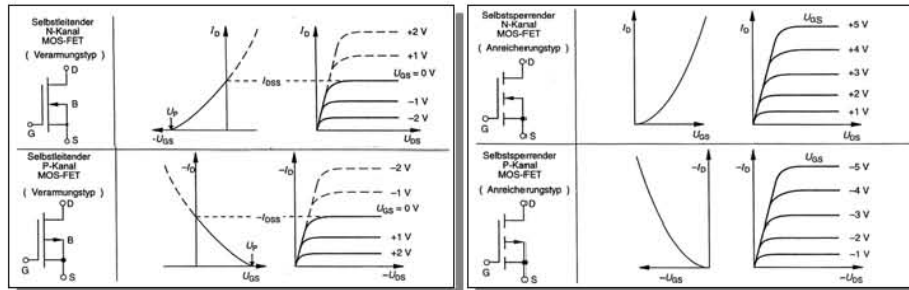 Selbstleitender
N-Kanal
MOS-FET
( Verarmungstyp )
D
B
G
S
I_D
I_DSS
U_P
-U_GS
+2 V
+1 V
U_GS = 0 V
−1 V
−2 V
U_DS
Selbstleitender
P-Kanal
MOS-FET
( Verarmungstyp )
D
B
G
S
−I_D
−I_DSS
U_P
U_GS
−I_D
−2 V
−1 V
U_GS = 0 V
+1 V
+2 V
−U_DS
Selbstsperrender
N-Kanal
MOS-FET
( Anreicherungstyp )
D
G
S
I_D
U_GS
I_D
U_GS
+5 V
+4 V
+3 V
+2 V
+1 V
U_DS
Selbstsperrender
P-Kanal
MOS-FET
( Anreicherungstyp )
D
G
S
−I_D
−U_GS
−I_D
U_GS
−5 V
−4 V
−3 V
−2 V
−1 V
−U_DS